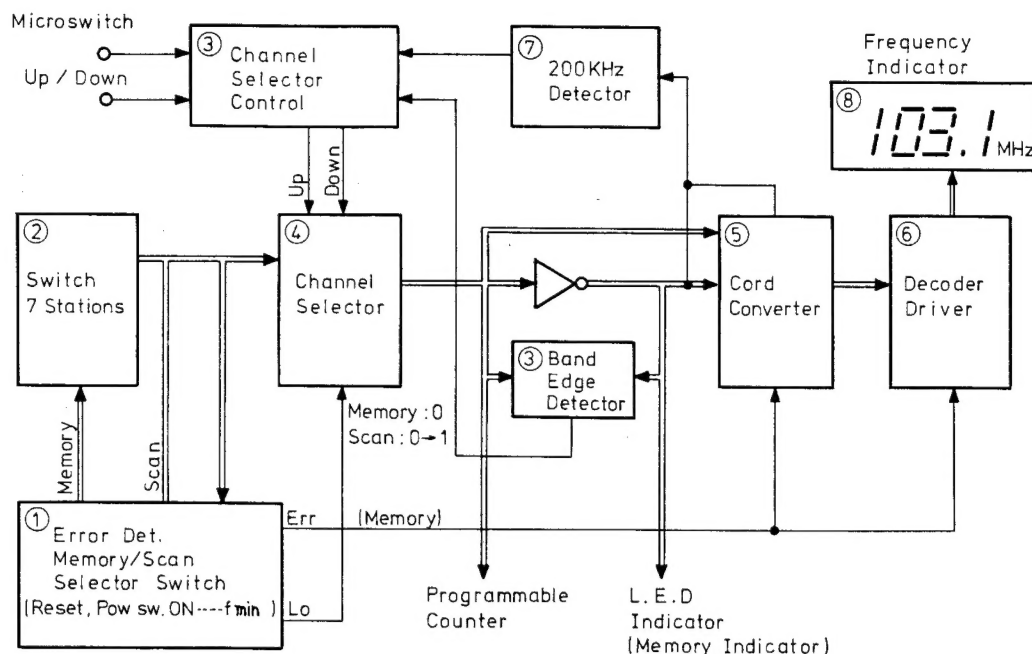 Microswitch
Up / Down
③ Channel
Selector
Control
Up
Down
⑦ 200KHz
Detector
Frequency
Indicator
⑧ 103.1 MHz
② Switch
7 Stations
④ Channel
Selector
⑤ Cord
Converter
⑥ Decoder
Driver
③ Band
Edge
Detector
Memory : 0
Scan : 0→1
Memory
Scan
① Error Det.
Memory/Scan
Selector Switch
(Reset, Pow sw. ON----f min )
Err (Memory)
Lo
Programmable
Counter
L. E. D
Indicator
(Memory Indicator)